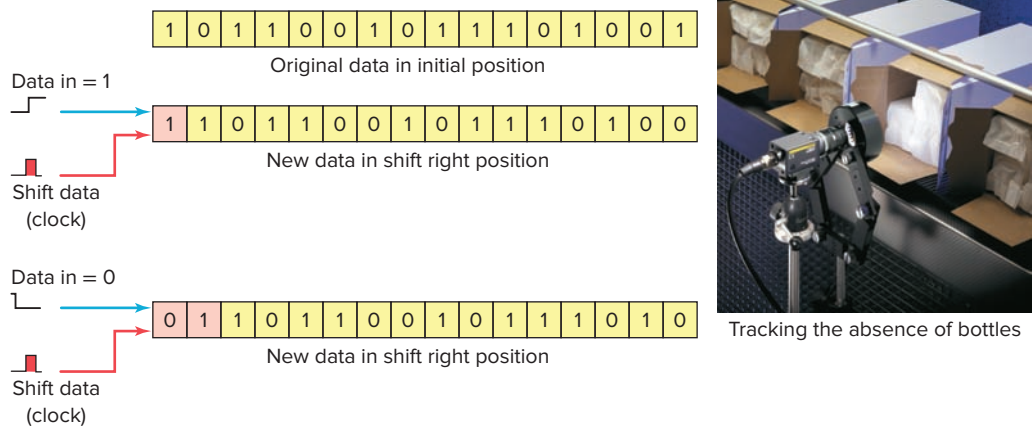 1 0 1 1 0 0 1 0 1 1 1 0 1 0 0 1
Original data in initial position
Data in = 1
1 1 0 1 1 0 0 1 0 1 1 1 0 1 0 0
New data in shift right position
Shift data
(clock)
Data in = 0
0 1 1 0 1 1 0 0 1 0 1 1 1 0 1 0
New data in shift right position
Shift data
(clock)
Tracking the absence of bottles